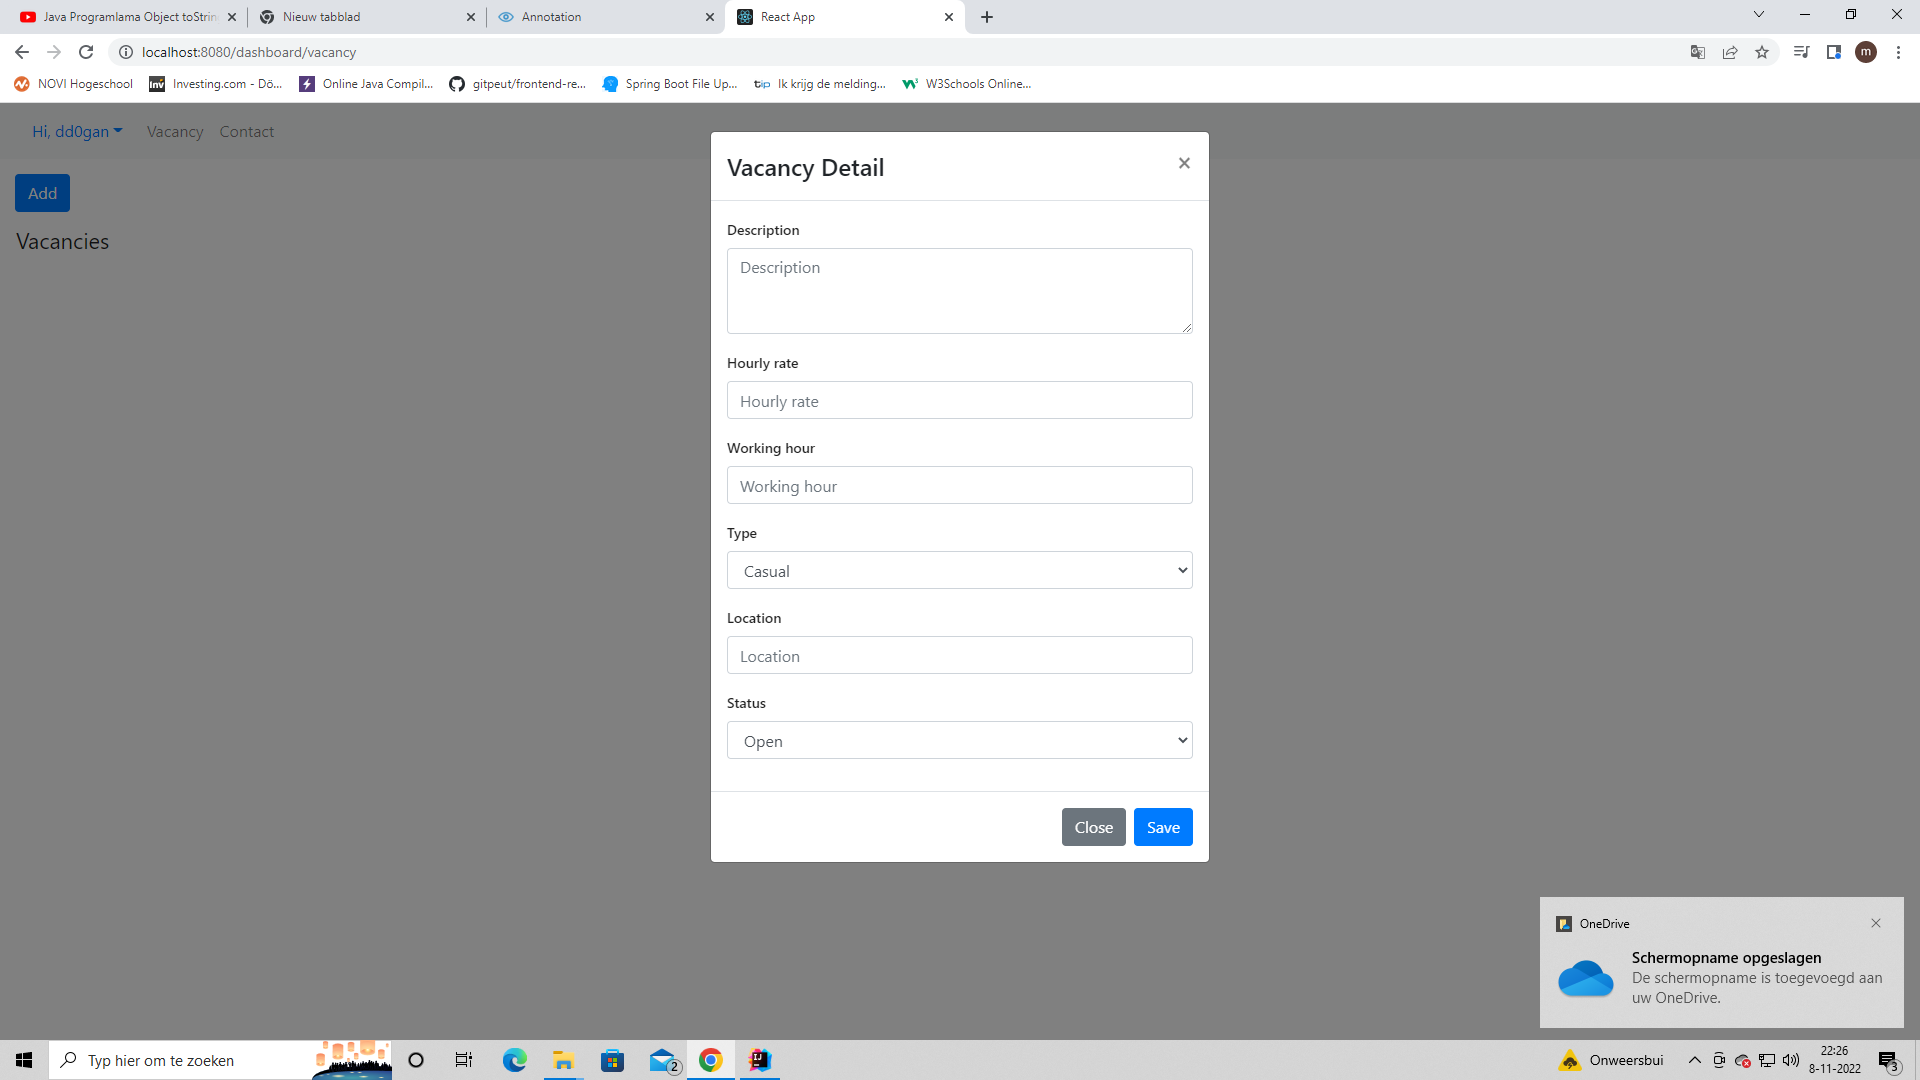 Java Programlama Object toStrin
Nieuw tabblad
Annotation
React App
localhost:8080/dashboard/vacancy
m
NOVI Hogeschool
Inv Investing.com - Dö...
Online Java Compil...
gitpeut/frontend-re...
Spring Boot File Up...
tip Ik krijg de melding...
W3Schools Online...
Hi, dd0gan
Vacancy
Contact
Add
Vacancies
Vacancy Detail
×
Description
Description
Hourly rate
Hourly rate
Working hour
Working hour
Type
Casual
Location
Location
Status
Open
Close
Save
OneDrive
Schermopname opgeslagen
De schermopname is toegevoegd aan
uw OneDrive.
Typ hier om te zoeken
2
IJ
Onweersbui
22:26
8-11-2022
3